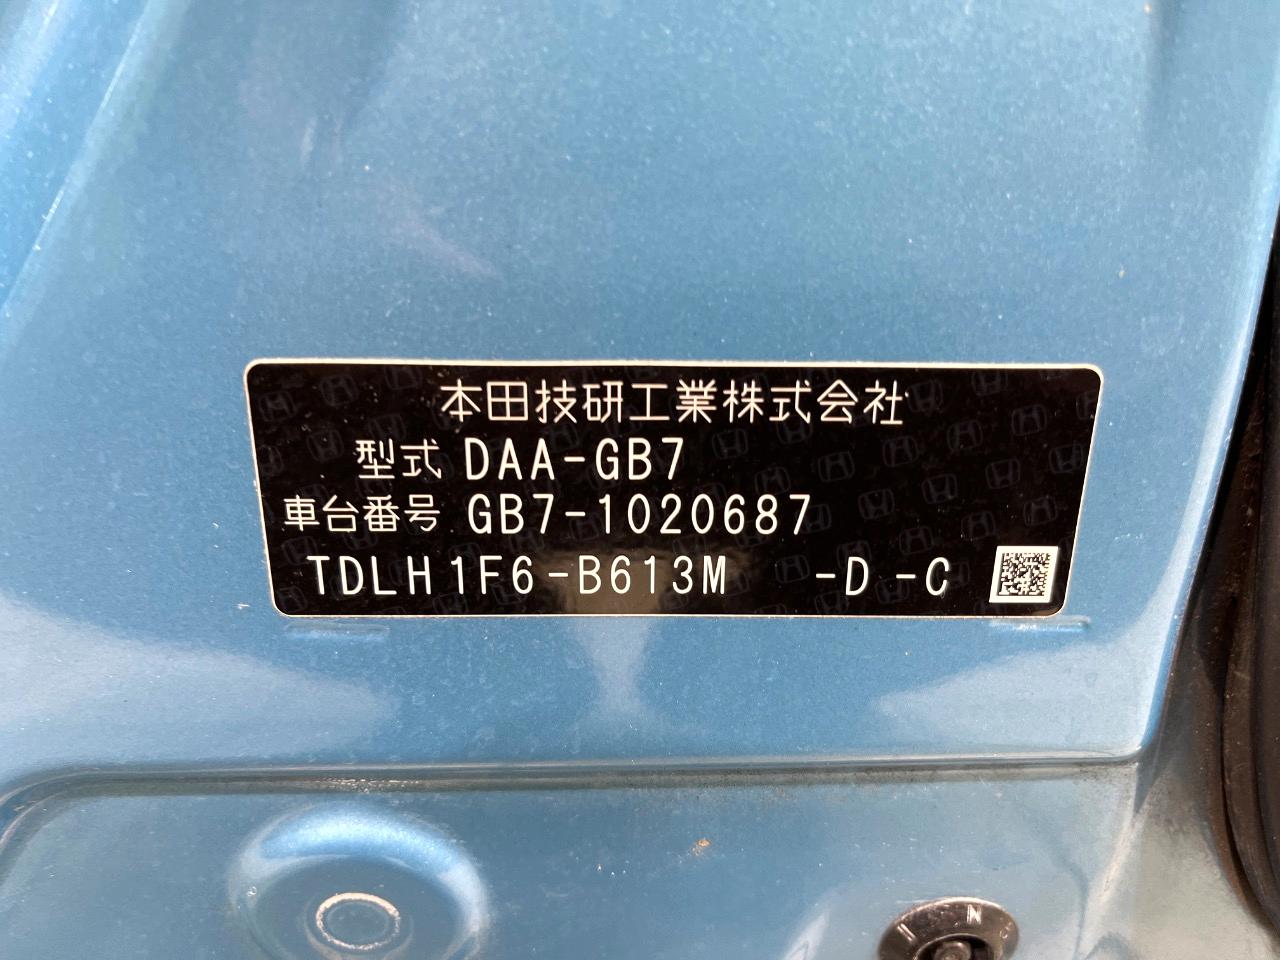 本田技研工業株式会社
型式 DAA-GB7
車台番号 GB7-1020687
TDLH1F6-B613M -D -C